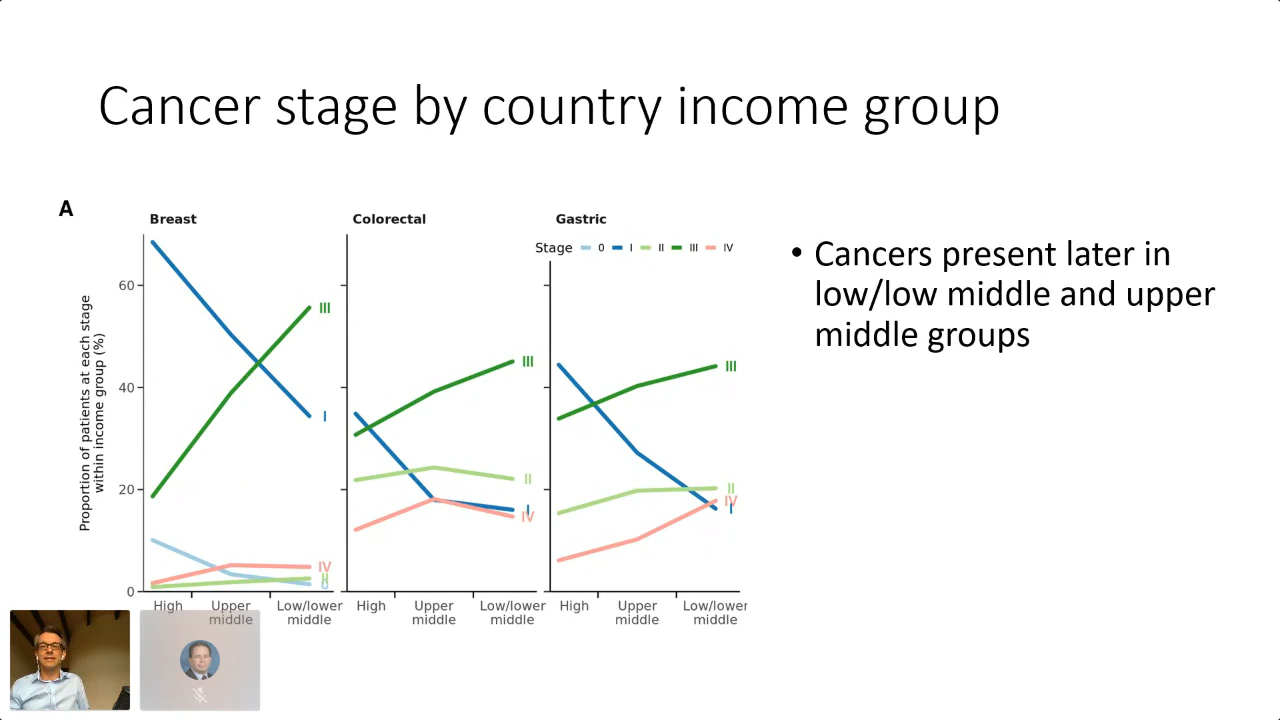 Cancer stage by country income group
A
Breast
Colorectal
Gastric
Stage 0 I II III IV
Proportion of patients at each stage
within income group (%)
60
40
20
0
III
I
IV
II
0
III
II
I
IV
III
II
IV
I
High
Upper
middle
Low/lower
middle
High
Upper
middle
Low/lower
middle
High
Upper
middle
Low/lower
middle
• Cancers present later in
low/low middle and upper
middle groups